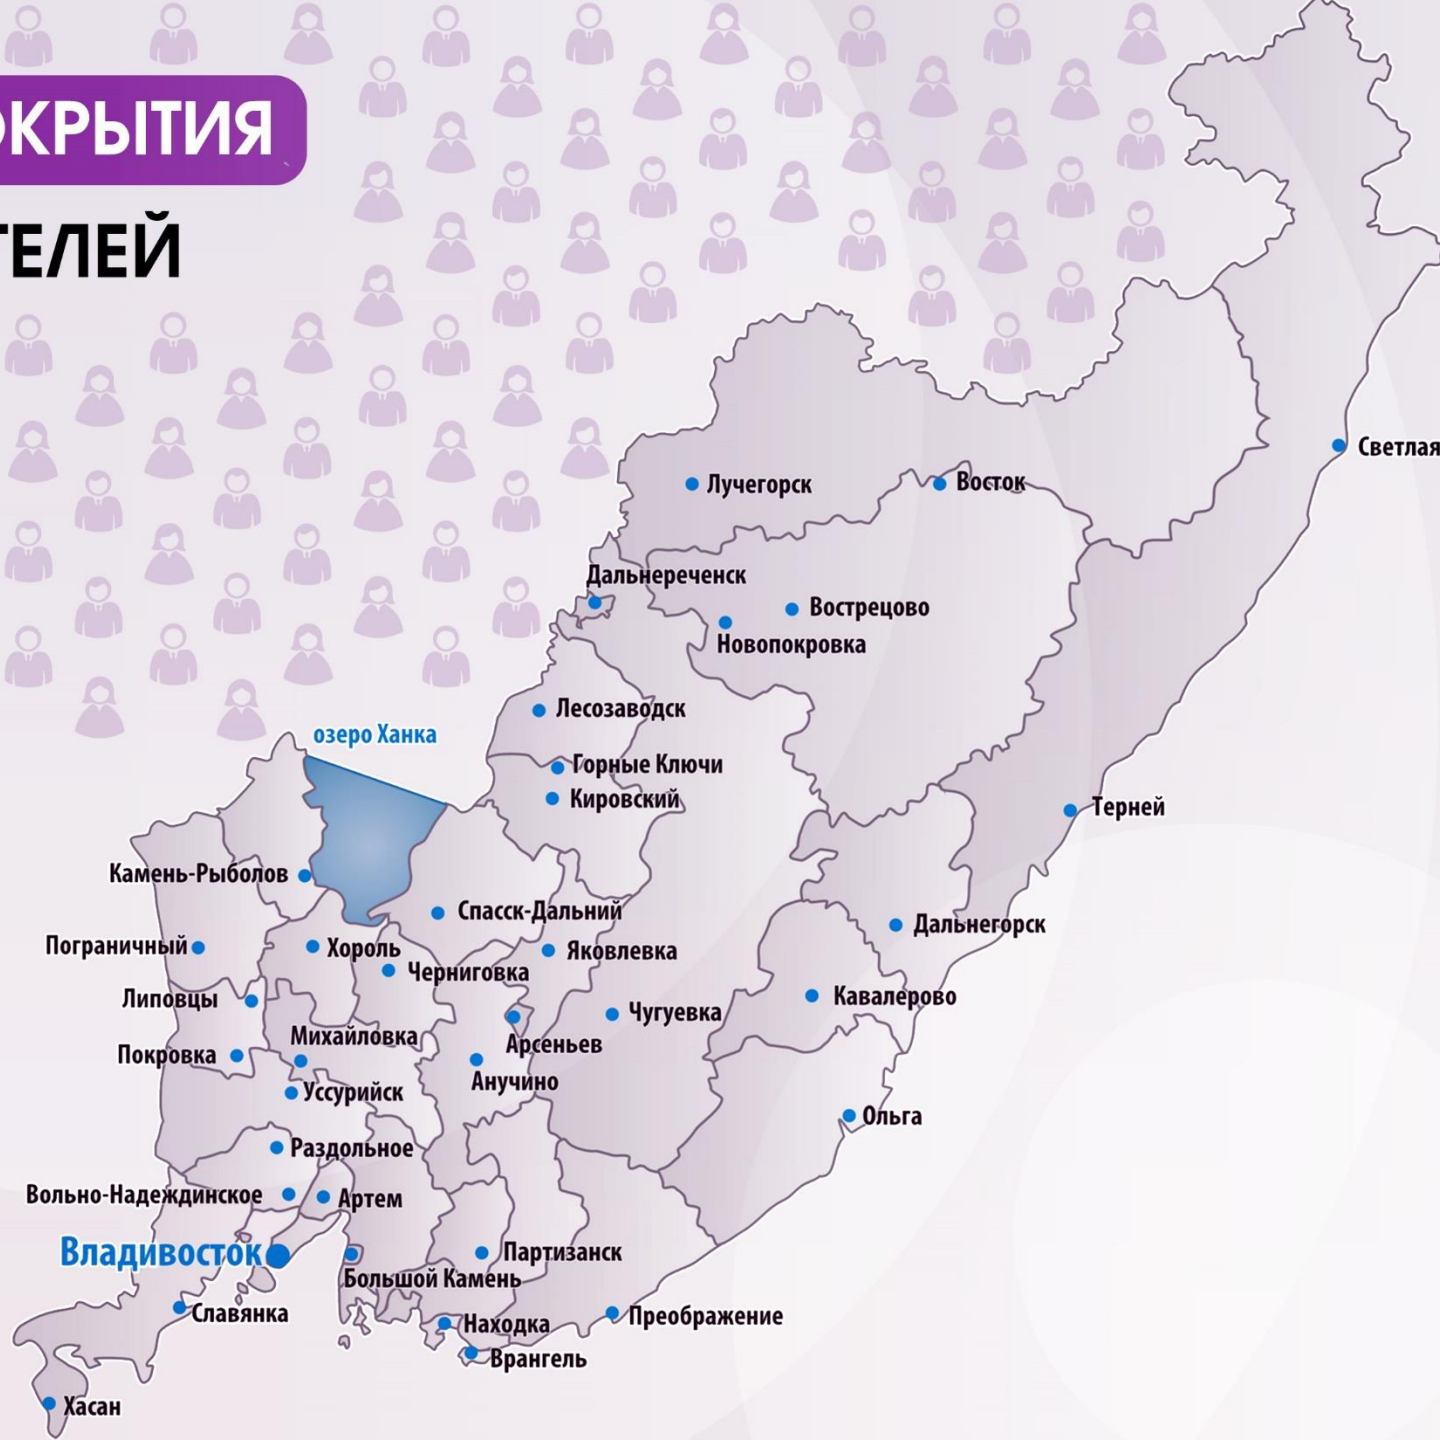 ОКРЫТИЯ
ТЕЛЕЙ
Светлая
Лучегорск
Восток
Дальнереченск
Вострецово
Новопокровка
Лесозаводск
озеро Ханка
Горные Ключи
Кировский
Терней
Камень-Рыболов
Спасск-Дальний
Дальнегорск
Пограничный
Хороль
Яковлевка
Черниговка
Липовцы
Кавалерово
Чугуевка
Михайловка
Арсеньев
Покровка
Анучино
Уссурийск
Ольга
Раздольное
Вольно-Надеждинское
Артем
Владивосток
Партизанск
Большой Камень
Славянка
Находка
Преображение
Врангель
Хасан